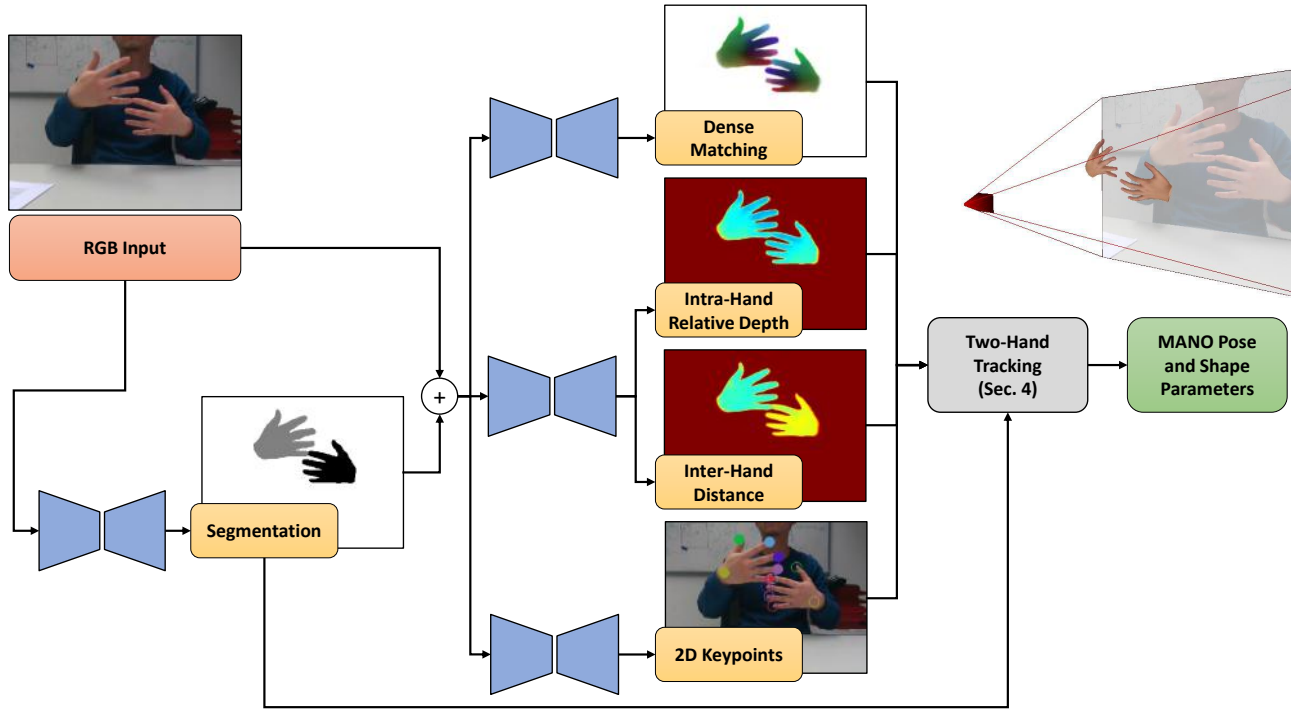 Dense
Matching
RGB Input
Intra-Hand
Relative Depth
Two-Hand
Tracking
(Sec. 4)
MANO Pose
and Shape
Parameters
+
Inter-Hand
Distance
Segmentation
2D Keypoints